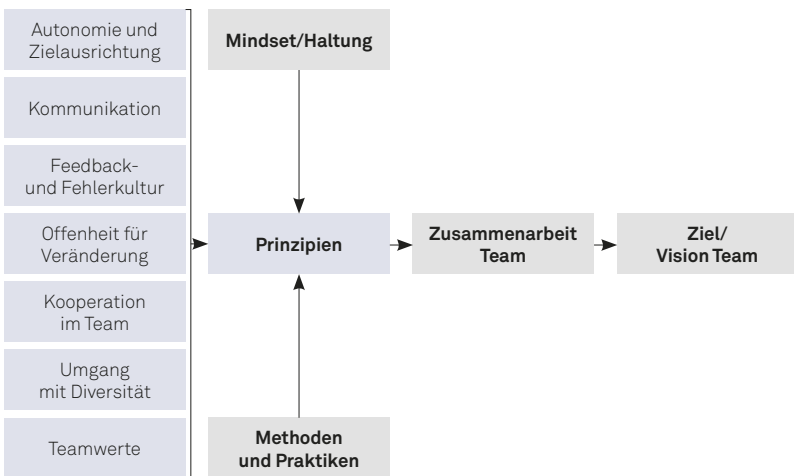 Autonomie und
Zielausrichtung
Kommunikation
Feedback-
und Fehlerkultur
Offenheit für
Veränderung
Kooperation
im Team
Umgang
mit Diversität
Teamwerte
Mindset/Haltung
Prinzipien
Methoden
und Praktiken
Zusammenarbeit
Team
Ziel/
Vision Team